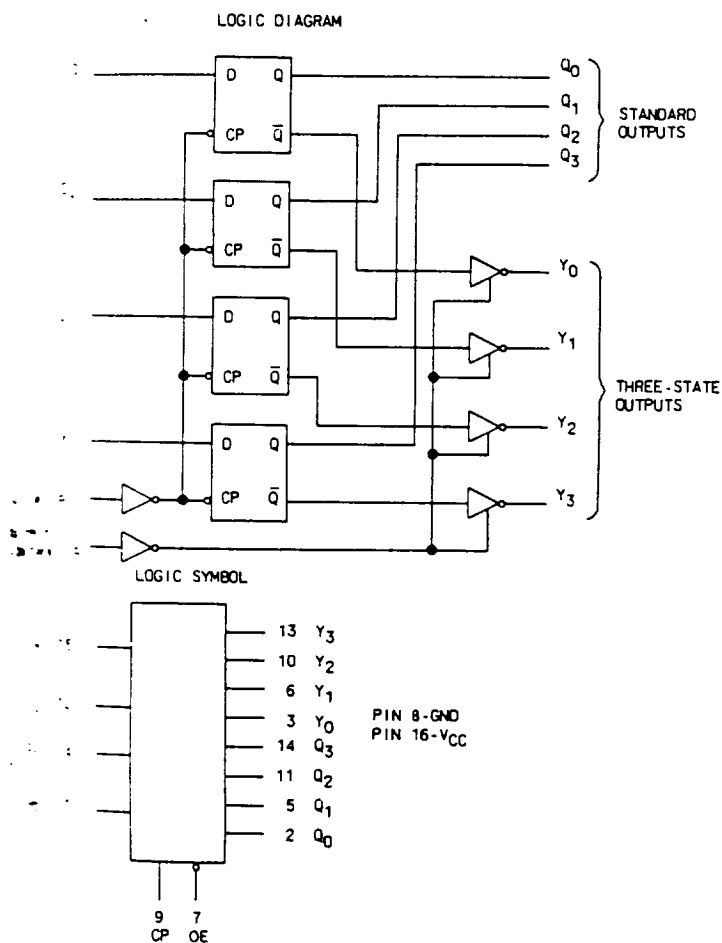 LOGIC DIAGRAM
D Q
CP Q̅
D Q
CP Q̅
D Q
CP Q̅
D Q
CP Q̅
Q0
Q1
Q2
Q3
STANDARD
OUTPUTS
Y0
Y1
Y2
Y3
THREE-STATE
OUTPUTS
LOGIC SYMBOL
13 Y3
10 Y2
6 Y1
3 Y0
14 Q3
11 Q2
5 Q1
2 Q0
PIN 8-GND
PIN 16-VCC
9 7
CP OE